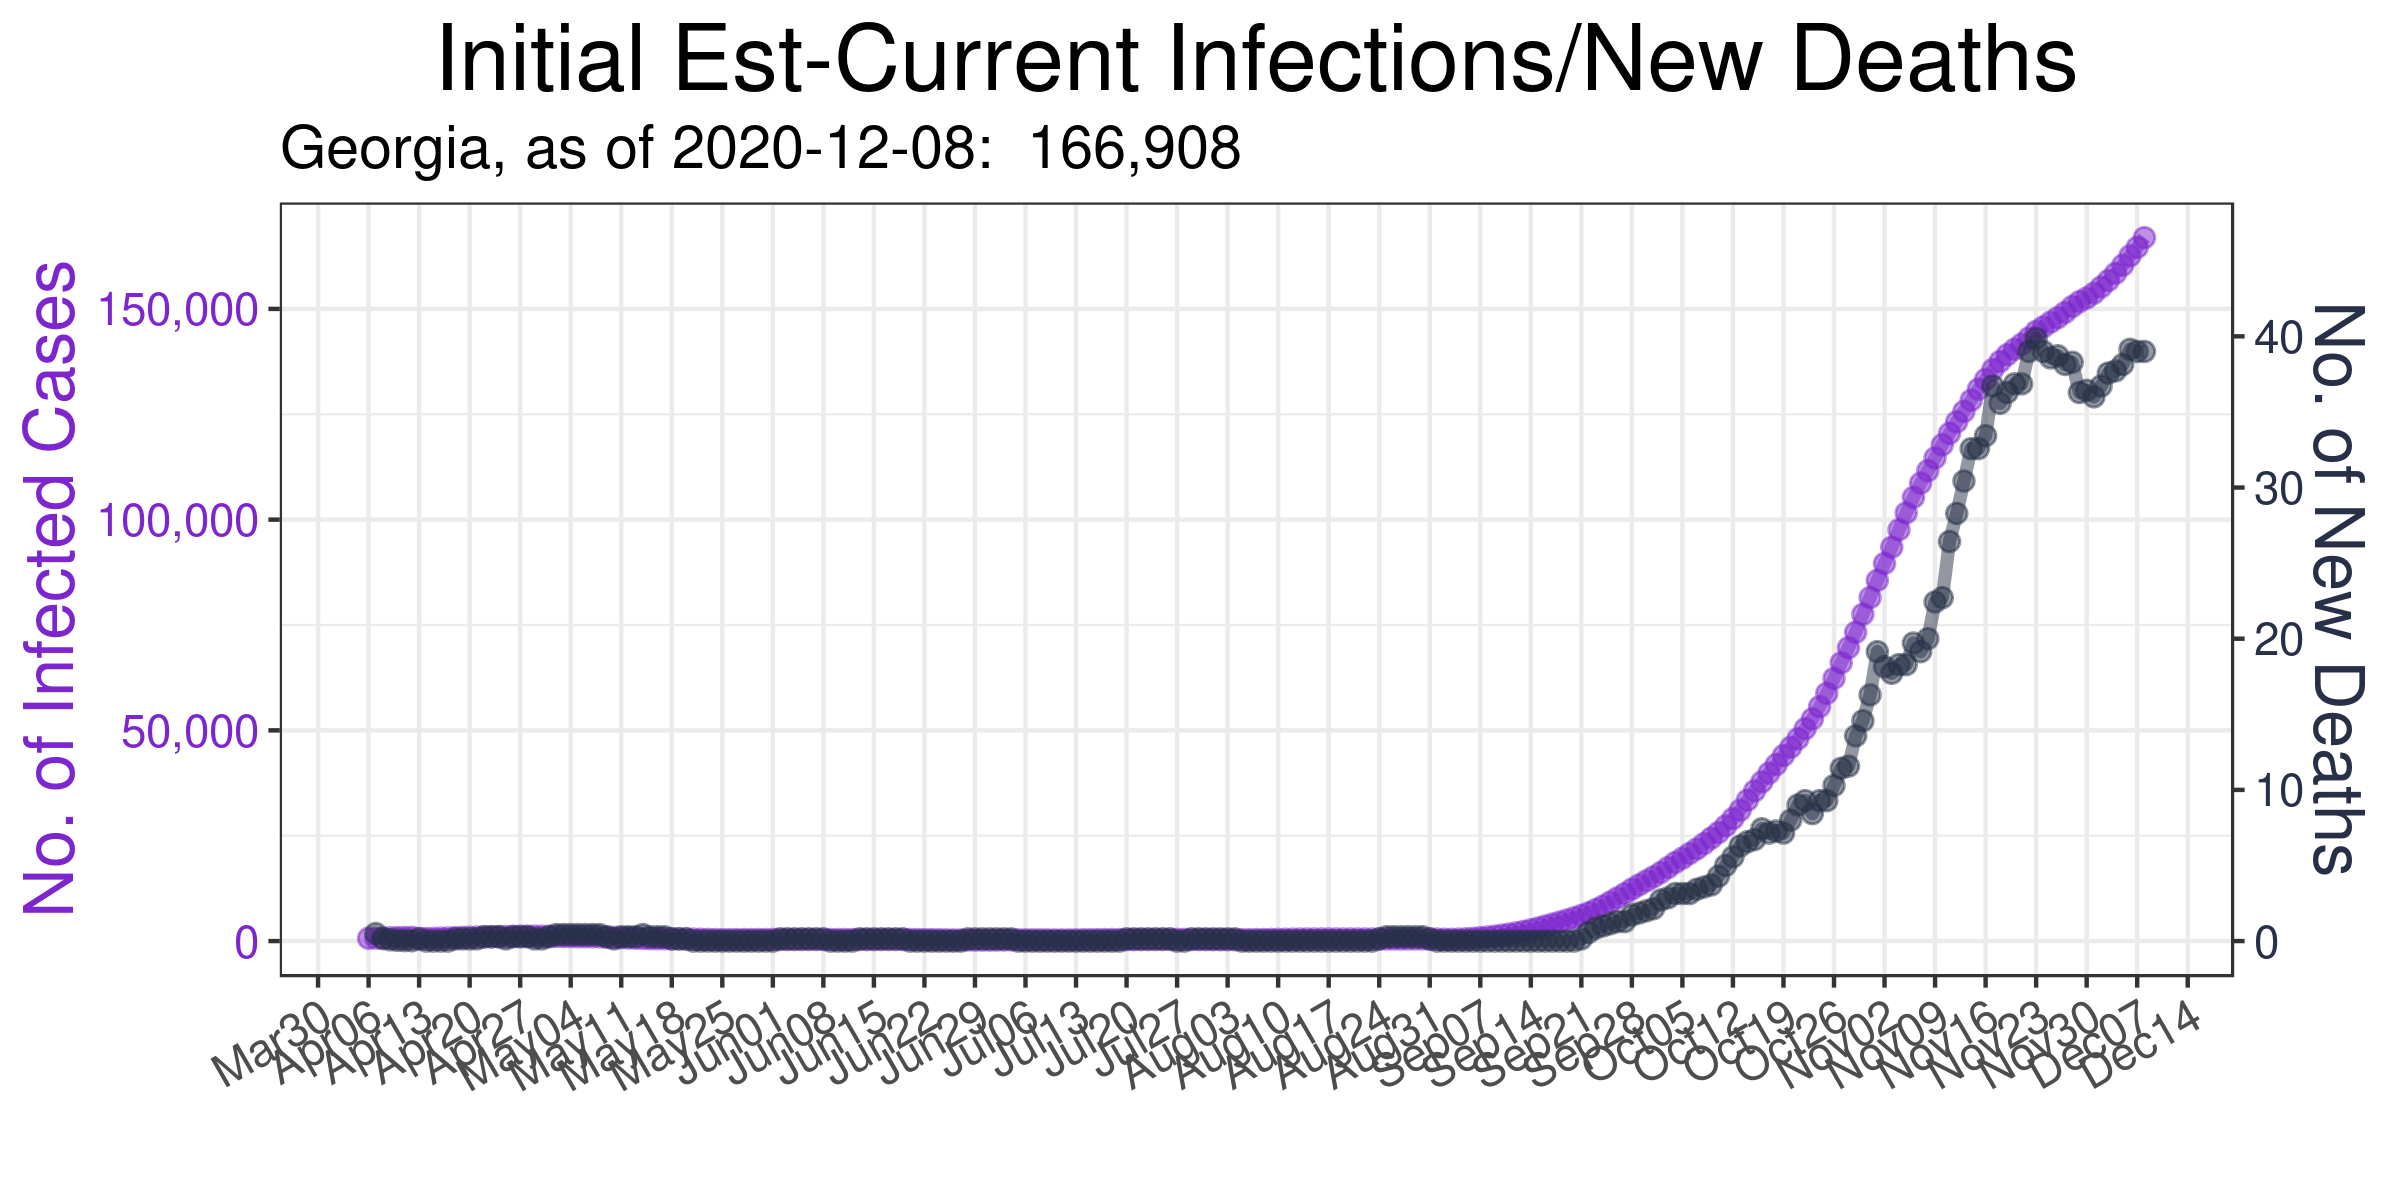 Initial Est-Current Infections/New Deaths
Georgia, as of 2020-12-08:  166,908
No. of Infected Cases
150,000
100,000
50,000
0
No. of New Deaths
40
30
20
10
0
Mar30
Apr06
Apr13
Apr20
Apr27
May04
May11
May18
May25
Jun01
Jun08
Jun15
Jun22
Jun29
Jul06
Jul13
Jul20
Jul27
Aug03
Aug10
Aug17
Aug24
Aug31
Sep07
Sep14
Sep21
Sep28
Oct05
Oct12
Oct19
Oct26
Nov02
Nov09
Nov16
Nov23
Nov30
Dec07
Dec14